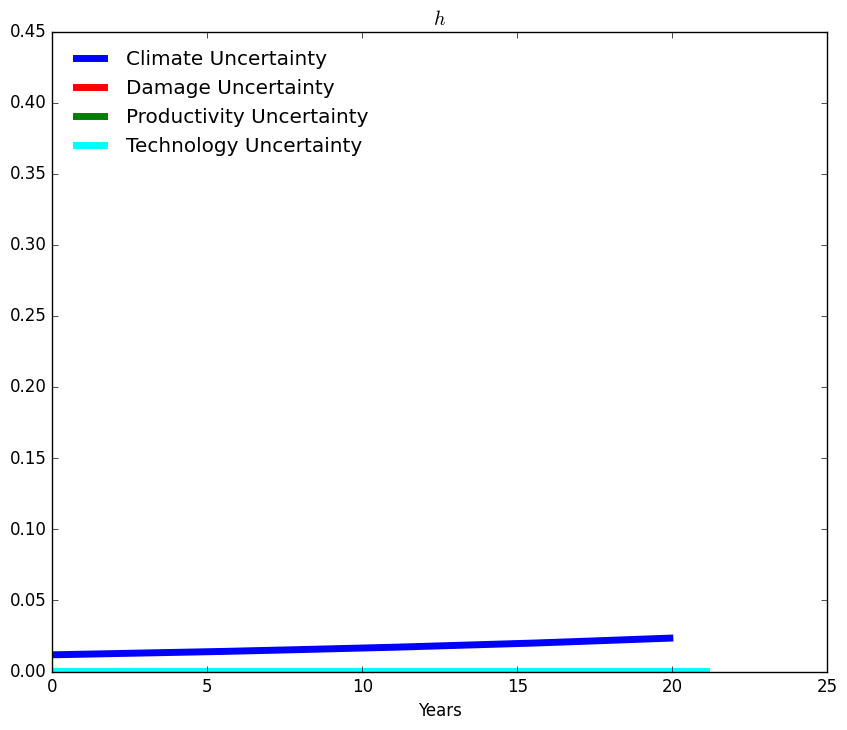 h
0.45
Climate Uncertainty
Damage Uncertainty
0.40
Productivity Uncertainty
Technology Uncertainty
0.35
0.30
0.25
0.20
0.15
0.10
0.05
0.00
0 5 10 15 20 25
Years